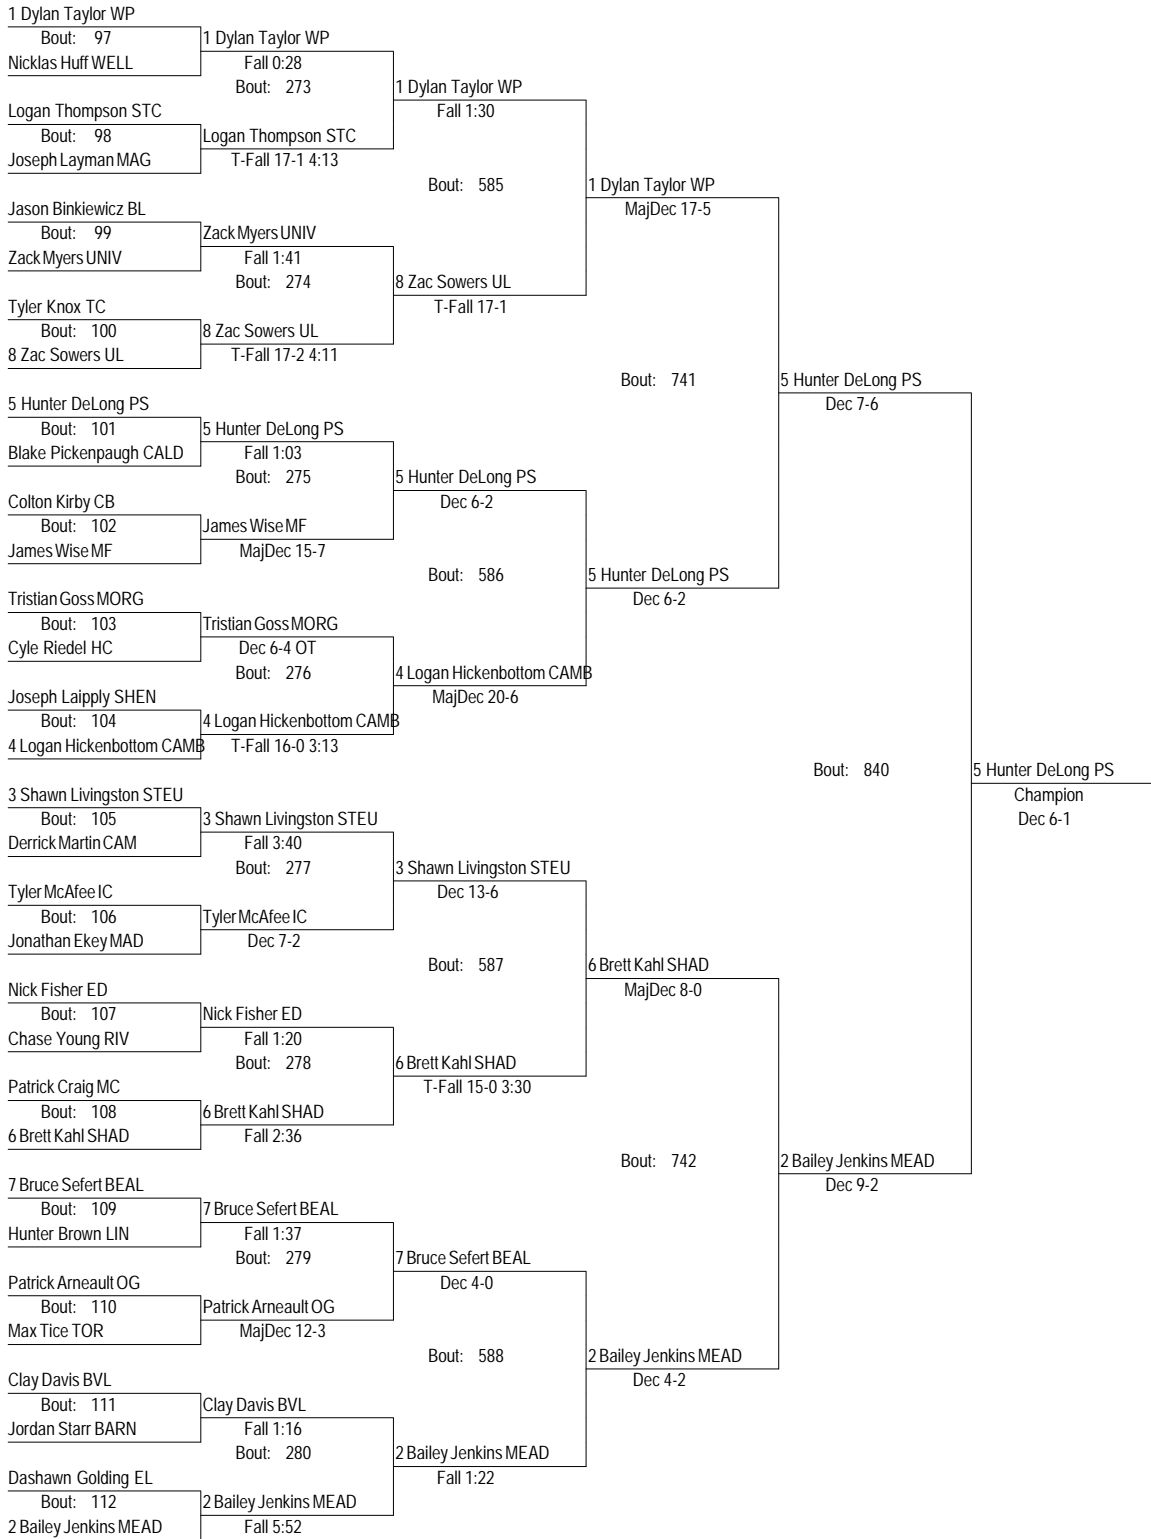 1 Dylan Taylor WP
Bout: 97
1 Dylan Taylor WP
Nicklas Huff WELL
Fall 0:28
Bout: 273
1 Dylan Taylor WP
Logan Thompson STC
Fall 1:30
Bout: 98
Logan Thompson STC
Joseph Layman MAG
T-Fall 17-1 4:13
Bout: 585
1 Dylan Taylor WP
Jason Binkiewicz BL
MajDec 17-5
Bout: 99
Zack Myers UNIV
Zack Myers UNIV
Fall 1:41
Bout: 274
8 Zac Sowers UL
Tyler Knox TC
T-Fall 17-1
Bout: 100
8 Zac Sowers UL
8 Zac Sowers UL
T-Fall 17-2 4:11
Bout: 741
5 Hunter DeLong PS
5 Hunter DeLong PS
Dec 7-6
Bout: 101
5 Hunter DeLong PS
Blake Pickenpaugh CALD
Fall 1:03
Bout: 275
5 Hunter DeLong PS
Colton Kirby CB
Dec 6-2
Bout: 102
James Wise MF
James Wise MF
MajDec 15-7
Bout: 586
5 Hunter DeLong PS
Tristian Goss MORG
Dec 6-2
Bout: 103
Tristian Goss MORG
Cyle Riedel HC
Dec 6-4 OT
Bout: 276
4 Logan Hickenbottom CAMB
Joseph Laipply SHEN
MajDec 20-6
Bout: 104
4 Logan Hickenbottom CAMB
4 Logan Hickenbottom CAMB
T-Fall 16-0 3:13
Bout: 840
5 Hunter DeLong PS
3 Shawn Livingston STEU
Champion
Bout: 105
3 Shawn Livingston STEU
Dec 6-1
Derrick Martin CAM
Fall 3:40
Bout: 277
3 Shawn Livingston STEU
Tyler McAfee IC
Dec 13-6
Bout: 106
Tyler McAfee IC
Jonathan Ekey MAD
Dec 7-2
Bout: 587
6 Brett Kahl SHAD
Nick Fisher ED
MajDec 8-0
Bout: 107
Nick Fisher ED
Chase Young RIV
Fall 1:20
Bout: 278
6 Brett Kahl SHAD
Patrick Craig MC
T-Fall 15-0 3:30
Bout: 108
6 Brett Kahl SHAD
6 Brett Kahl SHAD
Fall 2:36
Bout: 742
2 Bailey Jenkins MEAD
7 Bruce Sefert BEAL
Dec 9-2
Bout: 109
7 Bruce Sefert BEAL
Hunter Brown LIN
Fall 1:37
Bout: 279
7 Bruce Sefert BEAL
Patrick Arneault OG
Dec 4-0
Bout: 110
Patrick Arneault OG
Max Tice TOR
MajDec 12-3
Bout: 588
2 Bailey Jenkins MEAD
Clay Davis BVL
Dec 4-2
Bout: 111
Clay Davis BVL
Jordan Starr BARN
Fall 1:16
Bout: 280
2 Bailey Jenkins MEAD
Dashawn Golding EL
Fall 1:22
Bout: 112
2 Bailey Jenkins MEAD
2 Bailey Jenkins MEAD
Fall 5:52